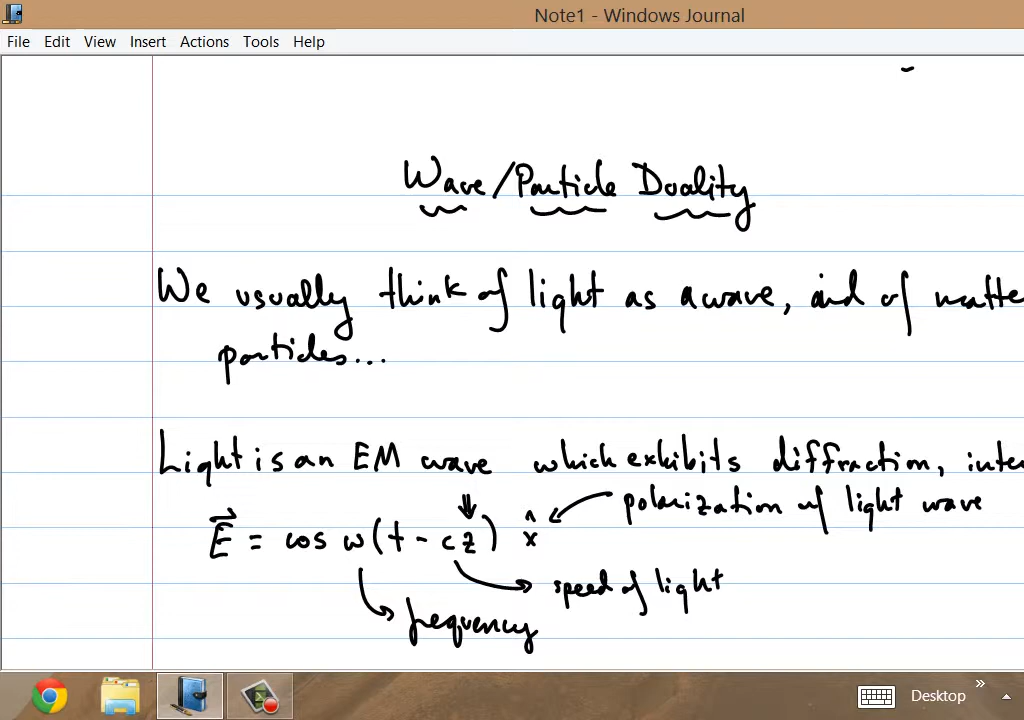 Note1 - Windows Journal
File Edit View Insert Actions Tools Help
Wave/Particle Duality
We usually think of light as a wave, and of matte
particles...
Light is an EM wave which exhibits diffraction, inte
polarization of light wave
E⃗ = cos ω(t - cz) x̂
speed of light
frequency
Desktop